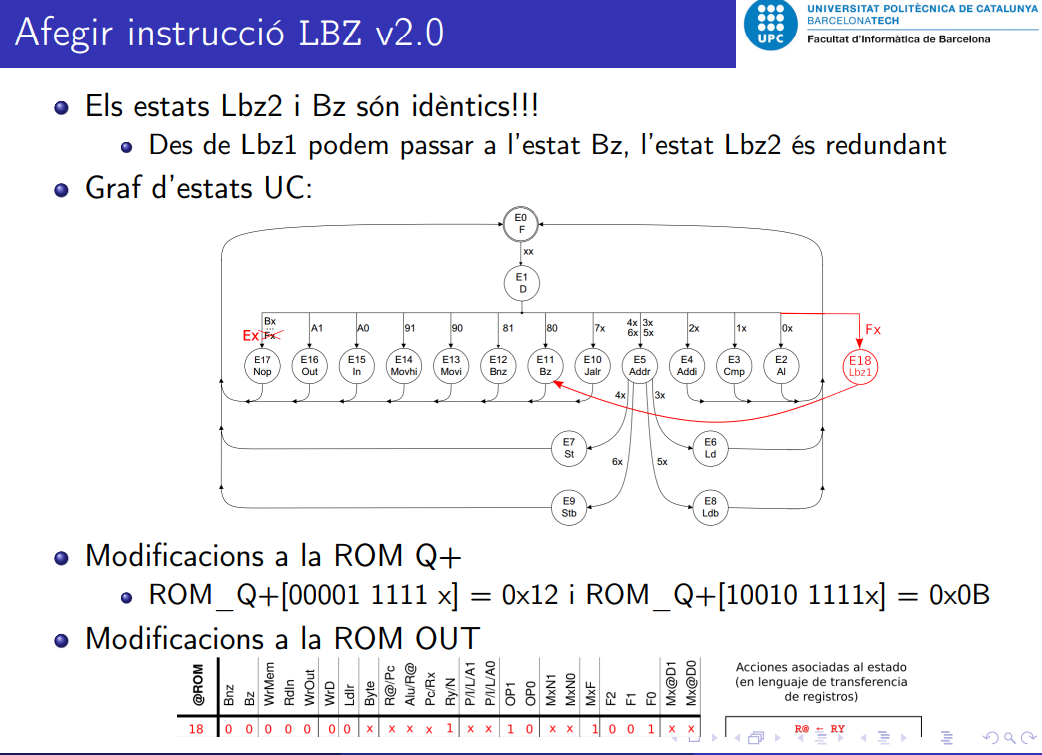 Afegir instrucció LBZ v2.0
UPC
UNIVERSITAT POLITÈCNICA DE CATALUNYA
BARCELONATECH
Facultat d'Informàtica de Barcelona
Els estats Lbz2 i Bz són idèntics!!!
Des de Lbz1 podem passar a l'estat Bz, l'estat Lbz2 és redundant
Graf d'estats UC:
E0
F
xx
E1
D
Bx
...
Ex Fx
A1
A0
91
90
81
80
7x
4x 3x
6x 5x
2x
1x
0x
Fx
E17
Nop
E16
Out
E15
In
E14
Movhi
E13
Movi
E12
Bnz
E11
Bz
E10
Jalr
E5
Addr
E4
Addi
E3
Cmp
E2
Al
E18
Lbz1
4x
3x
E7
St
E6
Ld
6x
5x
E9
Stb
E8
Ldb
Modificacions a la ROM Q+
ROM_Q+[00001 1111 x] = 0x12 i ROM_Q+[10010 1111x] = 0x0B
Modificacions a la ROM OUT
@ROM Bnz Bz WrMem RdIn WrOut WrD LdIr Byte R@/Pc Alu/R@ Pc/Rx Ry/N P/I/L/A1 P/I/L/A0 OP1 OP0 MxN1 MxN0 MxF F2 F1 F0 Mx@D1 Mx@D0
18 0 0 0 0 0 0 0 x x x x 1 x x 1 0 x x 1 0 0 1 x x
Acciones asociadas al estado
(en lenguaje de transferencia
de registros)
R@ ← RY